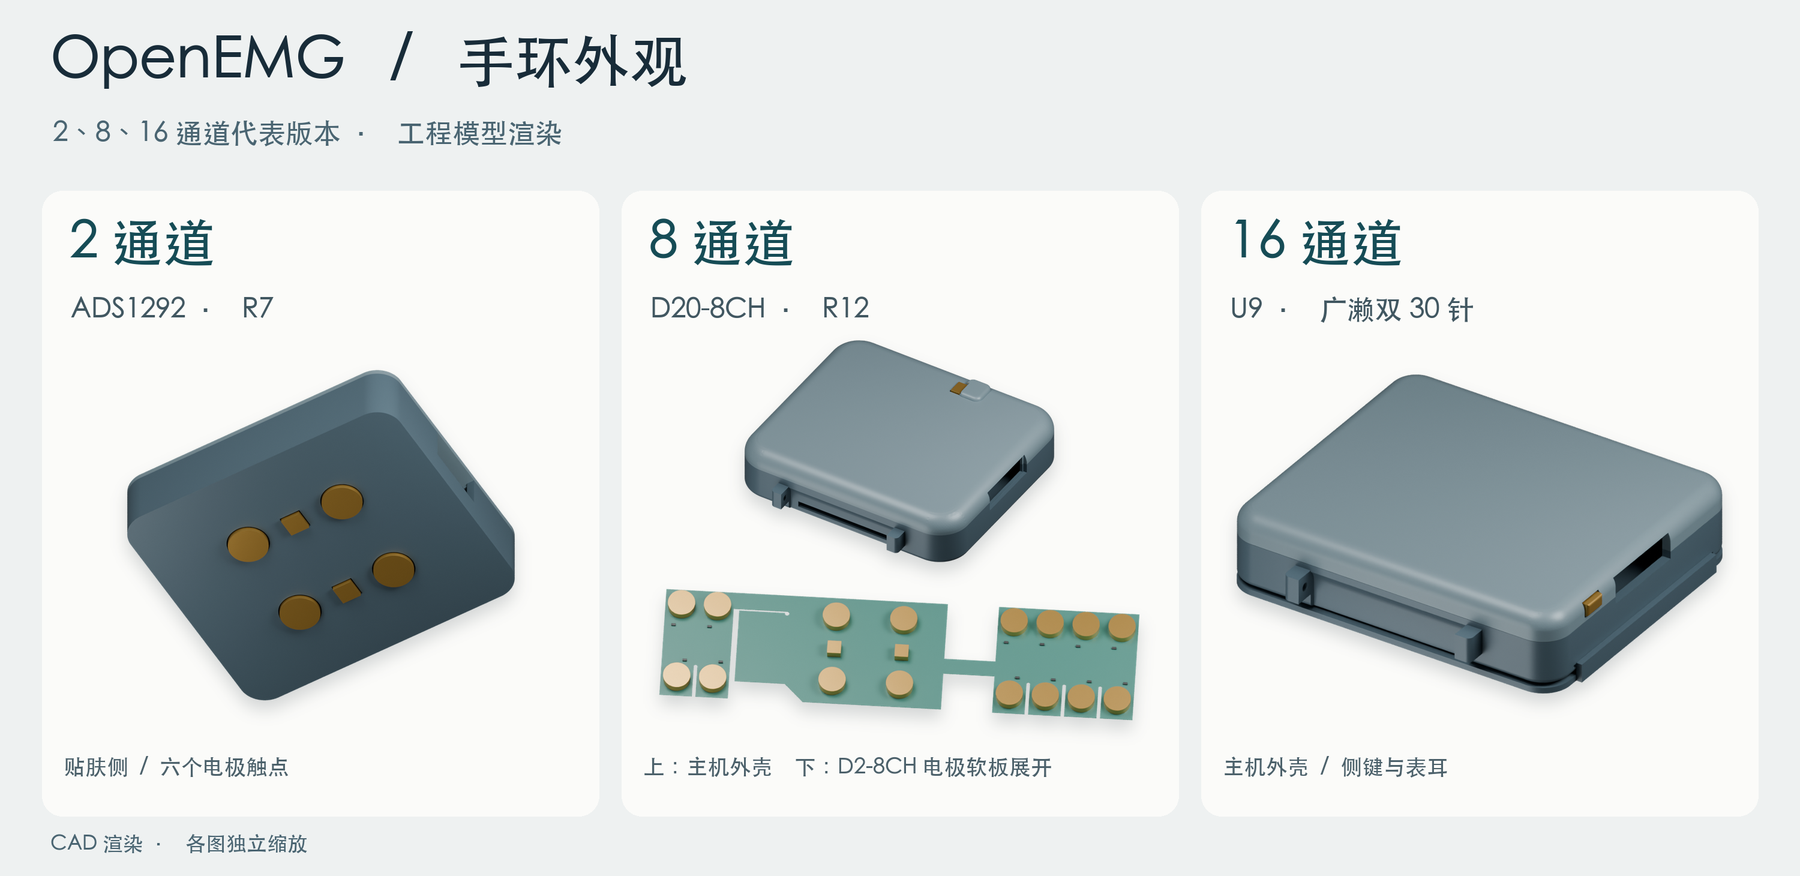 OpenEMG / 手环外观
2、8、16 通道代表版本 · 工程模型渲染
2 通道
ADS1292 · R7
贴肤侧 / 六个电极触点
8 通道
D20-8CH · R12
上：主机外壳 下：D2-8CH 电极软板展开
16 通道
U9 · 广濑双 30 针
主机外壳 / 侧键与表耳
CAD 渲染 · 各图独立缩放